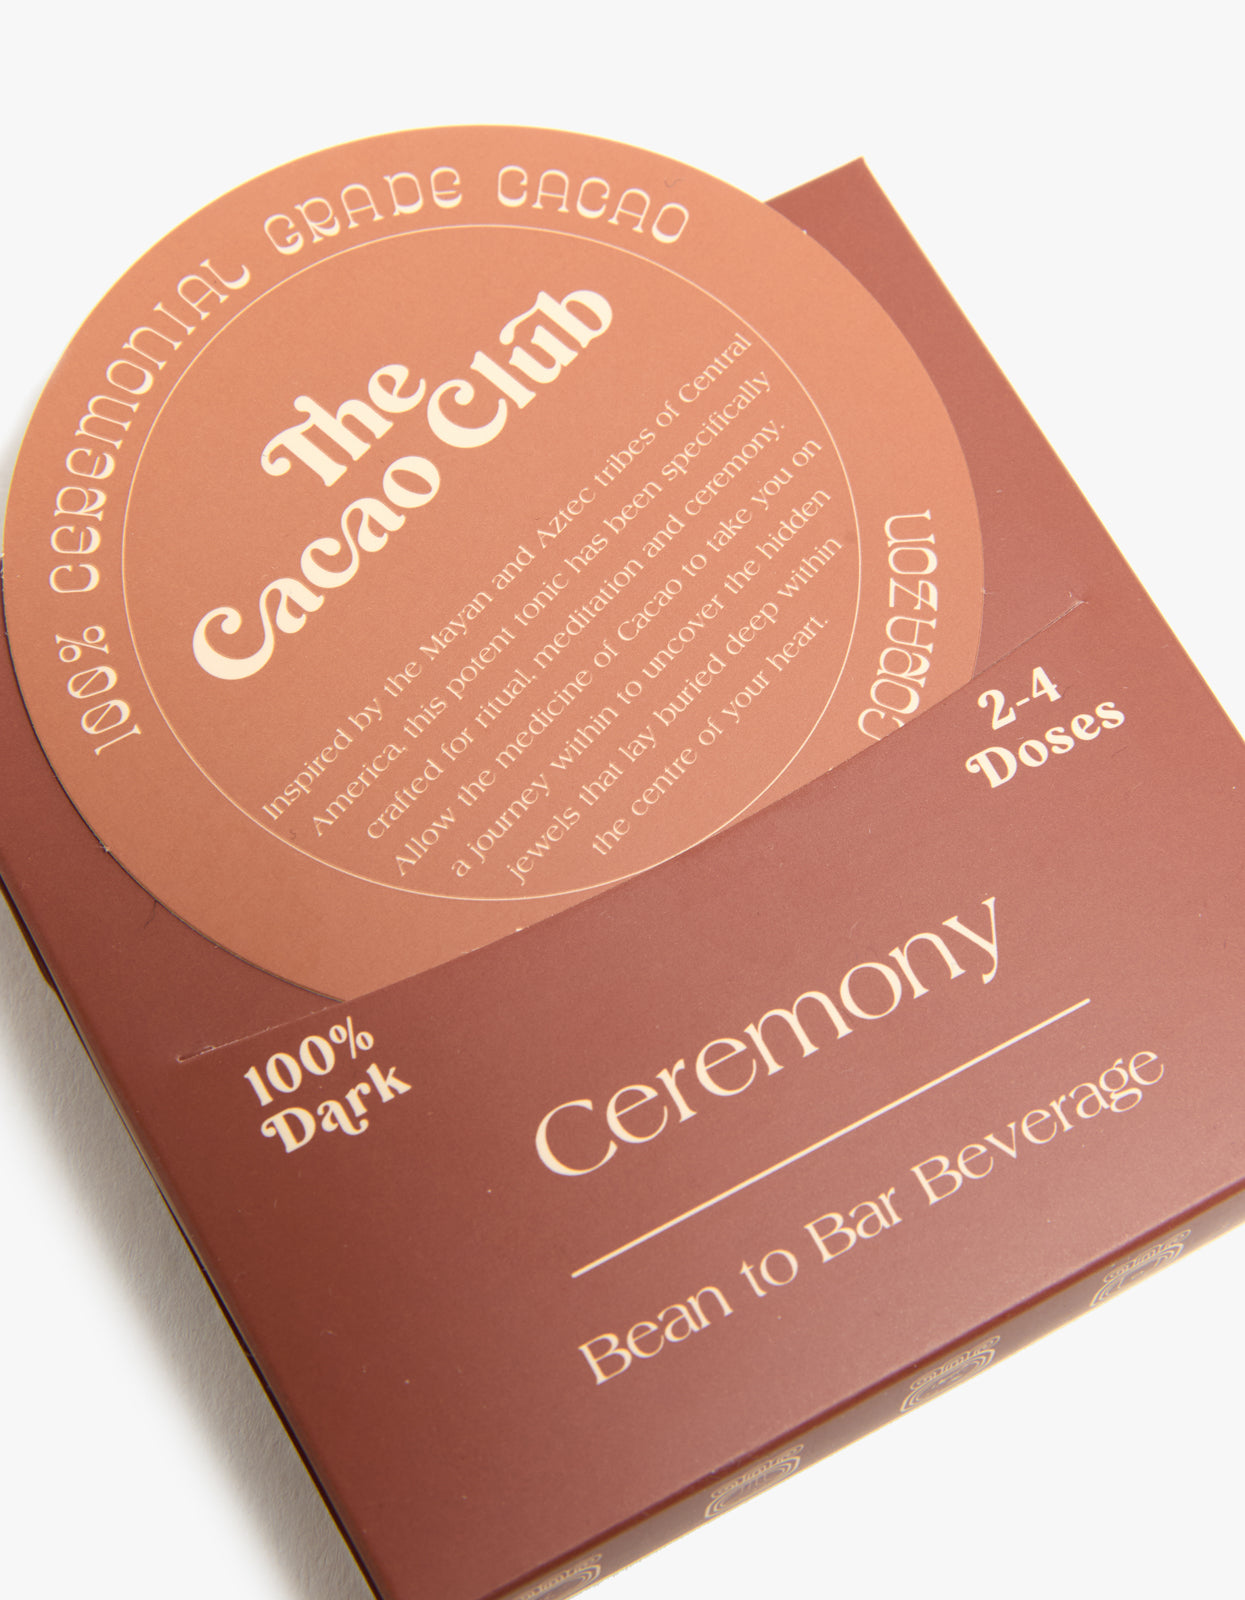 100% CEREMONIAL GRADE CACAO
The
Cacao Club
Inspired by the Mayan and Aztec tribes of Central
America, this potent tonic has been specifically
crafted for ritual, meditation and ceremony.
Allow the medicine of Cacao to take you on
a journey within to uncover the hidden
jewels that lay buried deep within
the centre of your heart.
2-4
Doses
100%
Dark
Ceremony
Bean to Bar Beverage